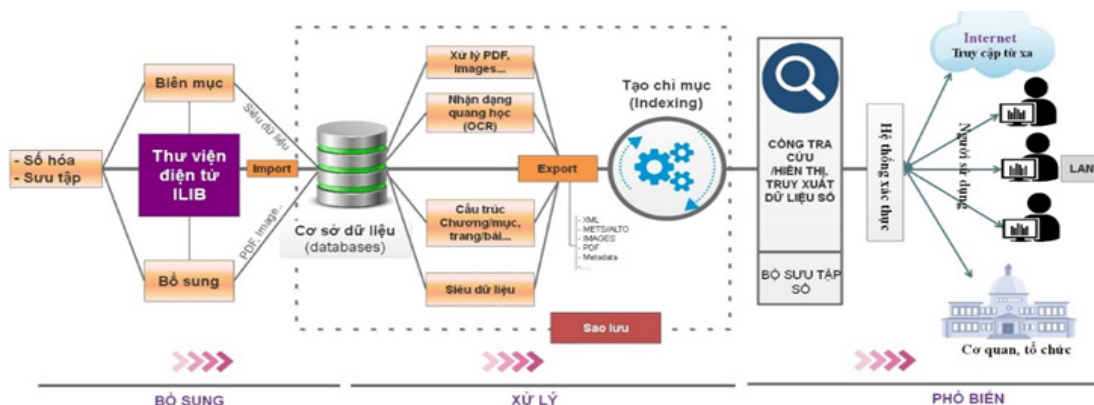 - Số hóa
- Sưu tập
Biên mục
Thư viện
điện tử
ILIB
Bổ sung
Siêu dữ liệu
Import
PDF, Image..
Cơ sở dữ liệu
(databases)
Xử lý PDF,
Images...
Nhận dạng
quang học
(OCR)
Cấu trúc
Chương/mục,
trang/bài...
Siêu dữ liệu
Export
- XML
- METS/ALTO
- IMAGES
- PDF
- Metadata
- ....
Tạo chỉ mục
(Indexing)
Sao lưu
CỔNG TRA
CỨU
/HIỂN THỊ,
TRUY XUẤT
DỮ LIỆU SỐ
BỘ SƯU TẬP
SỐ
Hệ thống xác thực
Internet
Truy cập từ xa
Người sử dụng
LAN
Cơ quan, tổ chức
BỔ SUNG
XỬ LÝ
PHỔ BIẾN